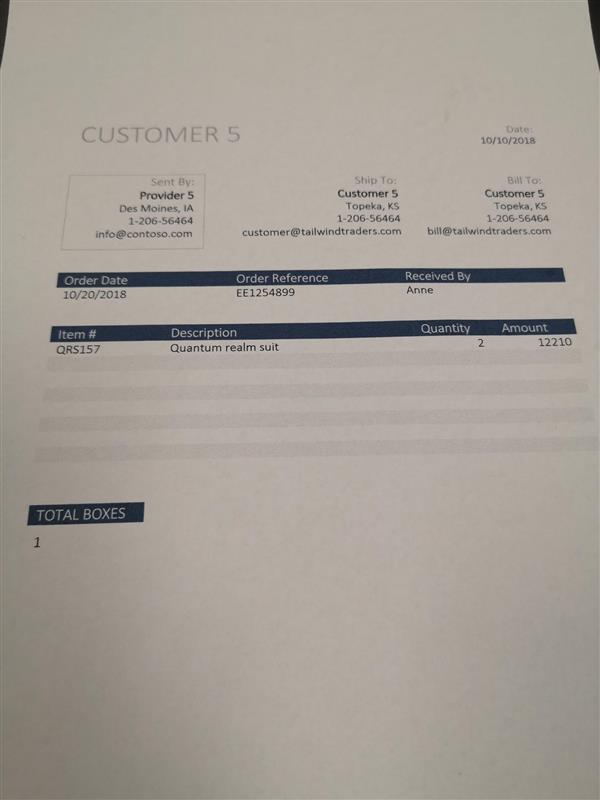 CUSTOMER 5
Date:
10/10/2018
Sent By:
Provider 5
Des Moines, IA
1-206-56464
info@contoso.com
Ship To:
Customer 5
Topeka, KS
1-206-56464
customer@tailwindtraders.com
Bill To:
Customer 5
Topeka, KS
1-206-56464
bill@tailwindtraders.com
Order Date Order Reference Received By
10/20/2018 EE1254899 Anne
Item # Description Quantity Amount
QRS157 Quantum realm suit 2 12210
TOTAL BOXES
1